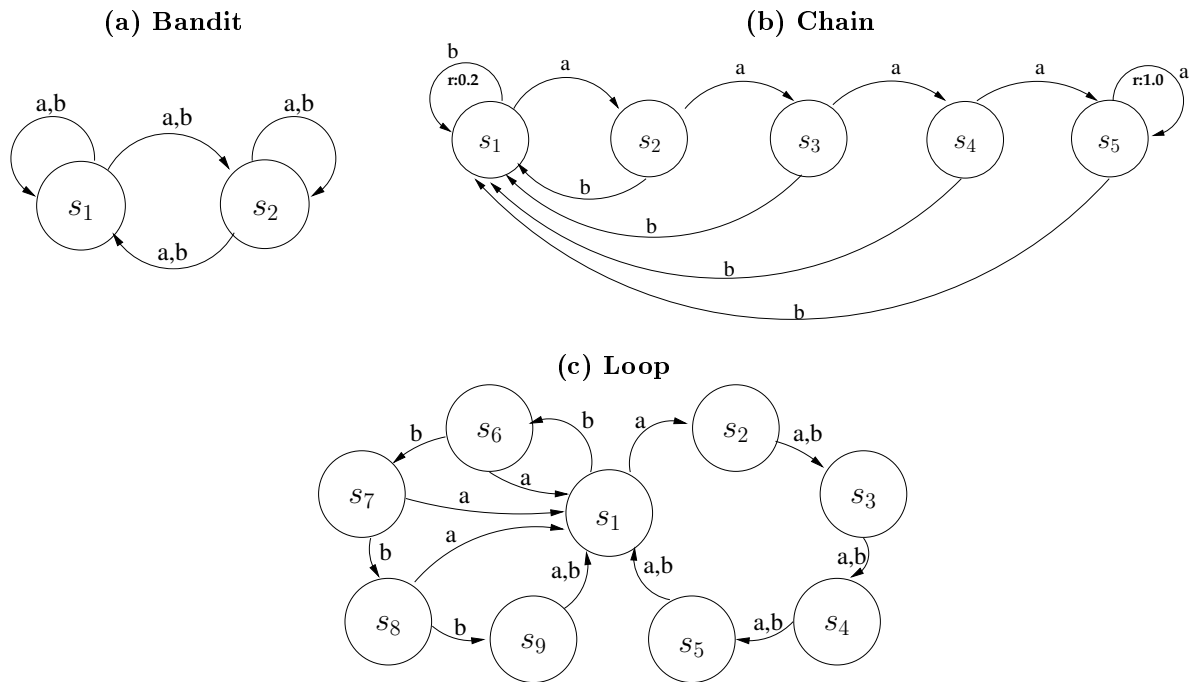 (a) Bandit
(b) Chain
a,b
a,b
a,b
a,b
s1
s2
b
r:0.2
a
a
a
a
r:1.0
a
s1
s2
s3
s4
s5
b
b
b
b
(c) Loop
s6
b
b
a
a
s7
a
b
a
s8
b
s9
a,b
s1
a
s2
a,b
s3
a,b
s4
a,b
s5
a,b